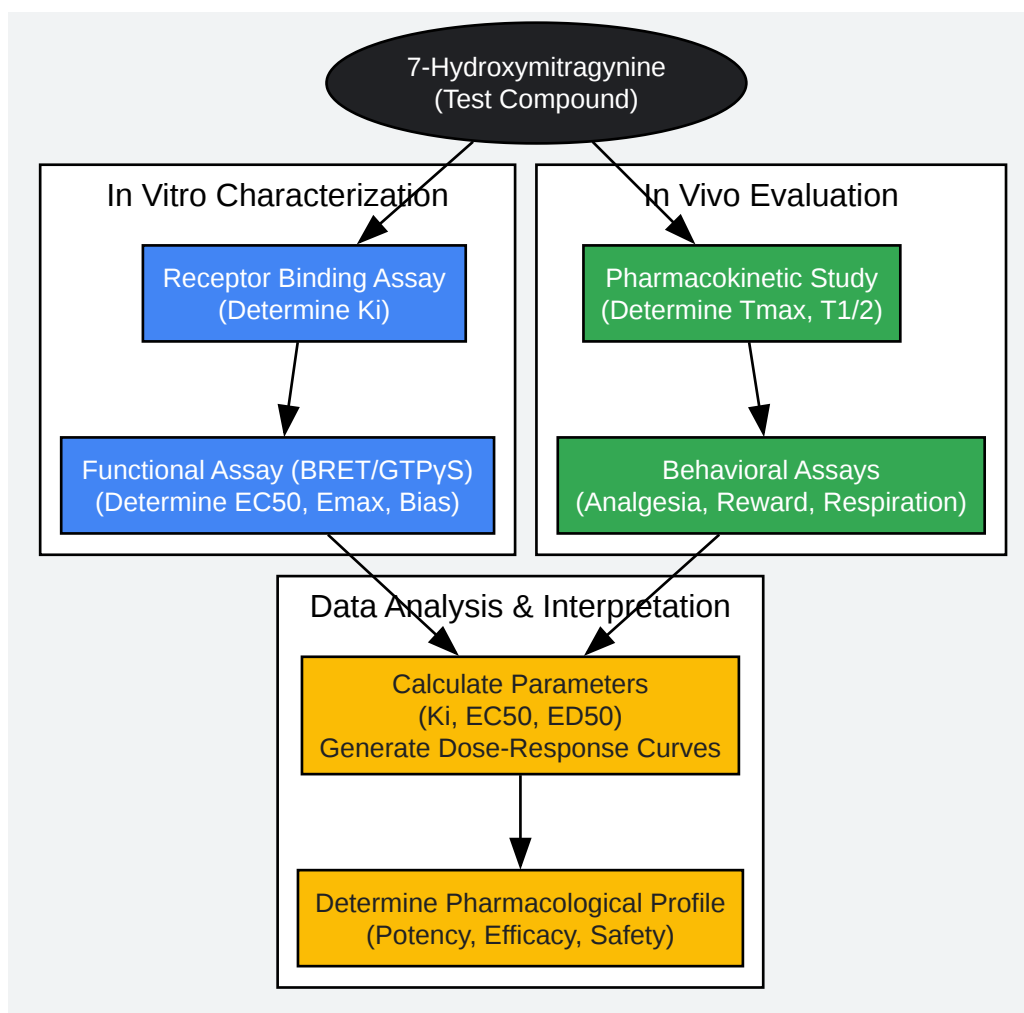 7-Hydroxymitragynine
(Test Compound)
In Vitro Characterization
Receptor Binding Assay
(Determine Ki)
Functional Assay (BRET/GTPγS)
(Determine EC50, Emax, Bias)
In Vivo Evaluation
Pharmacokinetic Study
(Determine Tmax, T1/2)
Behavioral Assays
(Analgesia, Reward, Respiration)
Data Analysis & Interpretation
Calculate Parameters
(Ki, EC50, ED50)
Generate Dose-Response Curves
Determine Pharmacological Profile
(Potency, Efficacy, Safety)